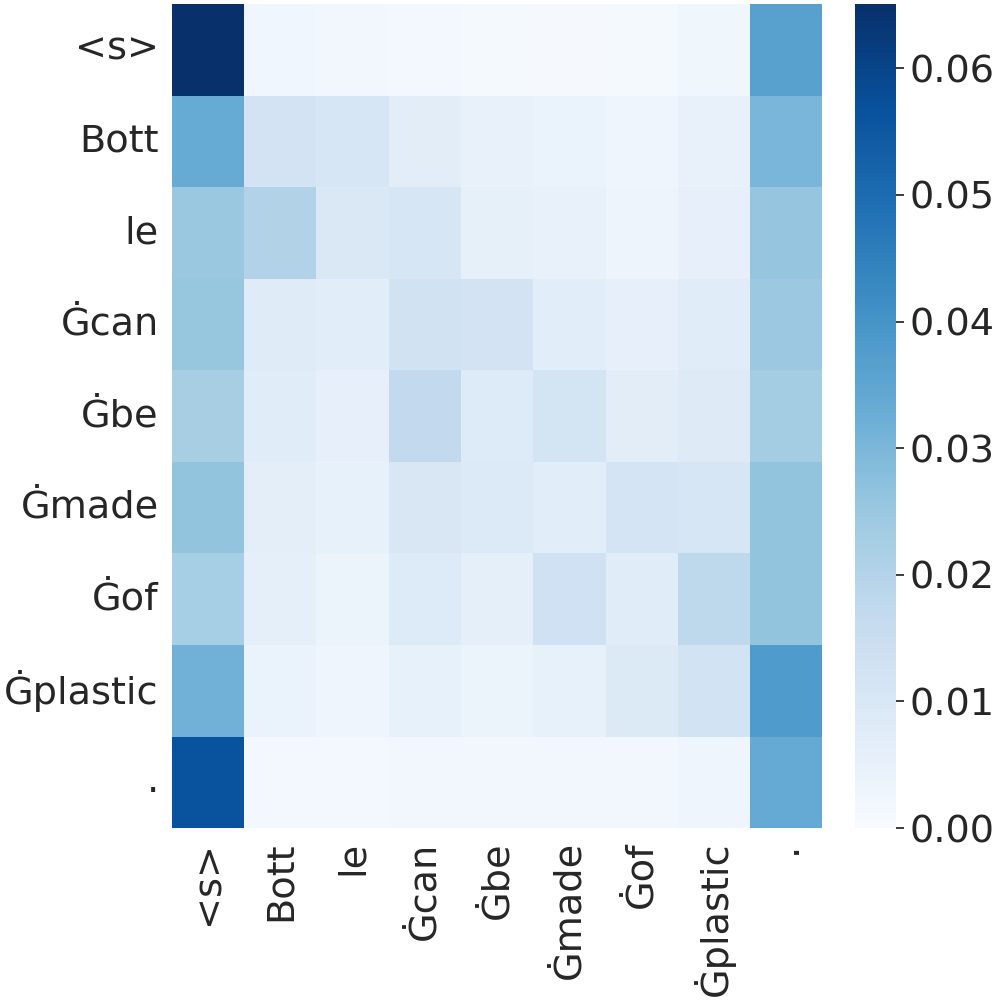 <s>
Bott
le
Ġcan
Ġbe
Ġmade
Ġof
Ġplastic
.
<s>
Bott
le
Ġcan
Ġbe
Ġmade
Ġof
Ġplastic
.
0.06
0.05
0.04
0.03
0.02
0.01
0.00